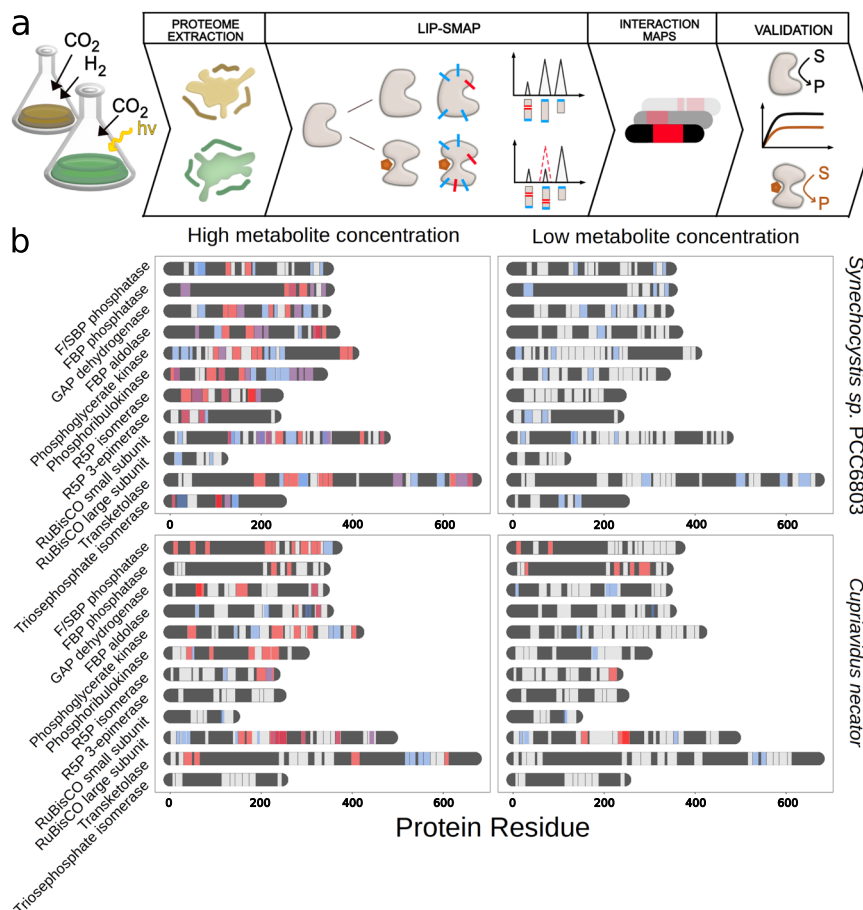 a
CO2
H2
CO2
hv
PROTEOME
EXTRACTION
LIP-SMAP
INTERACTION
MAPS
VALIDATION
S
P
S
P
b
High metabolite concentration
Low metabolite concentration
F/SBP phosphatase
FBP phosphatase
GAP dehydrogenase
FBP aldolase
Phosphoglycerate kinase
Phosphoribulokinase
R5P isomerase
R5P 3-epimerase
RuBisCO small subunit
RuBisCO large subunit
Transketolase
Triosephosphate isomerase
Synechocystis sp. PCC6803
0 200 400 600
0 200 400 600
F/SBP phosphatase
FBP phosphatase
GAP dehydrogenase
FBP aldolase
Phosphoglycerate kinase
Phosphoribulokinase
R5P isomerase
R5P 3-epimerase
RuBisCO small subunit
RuBisCO large subunit
Transketolase
Triosephosphate isomerase
Cupriavidus necator
0 200 400 600
0 200 400 600
Protein Residue